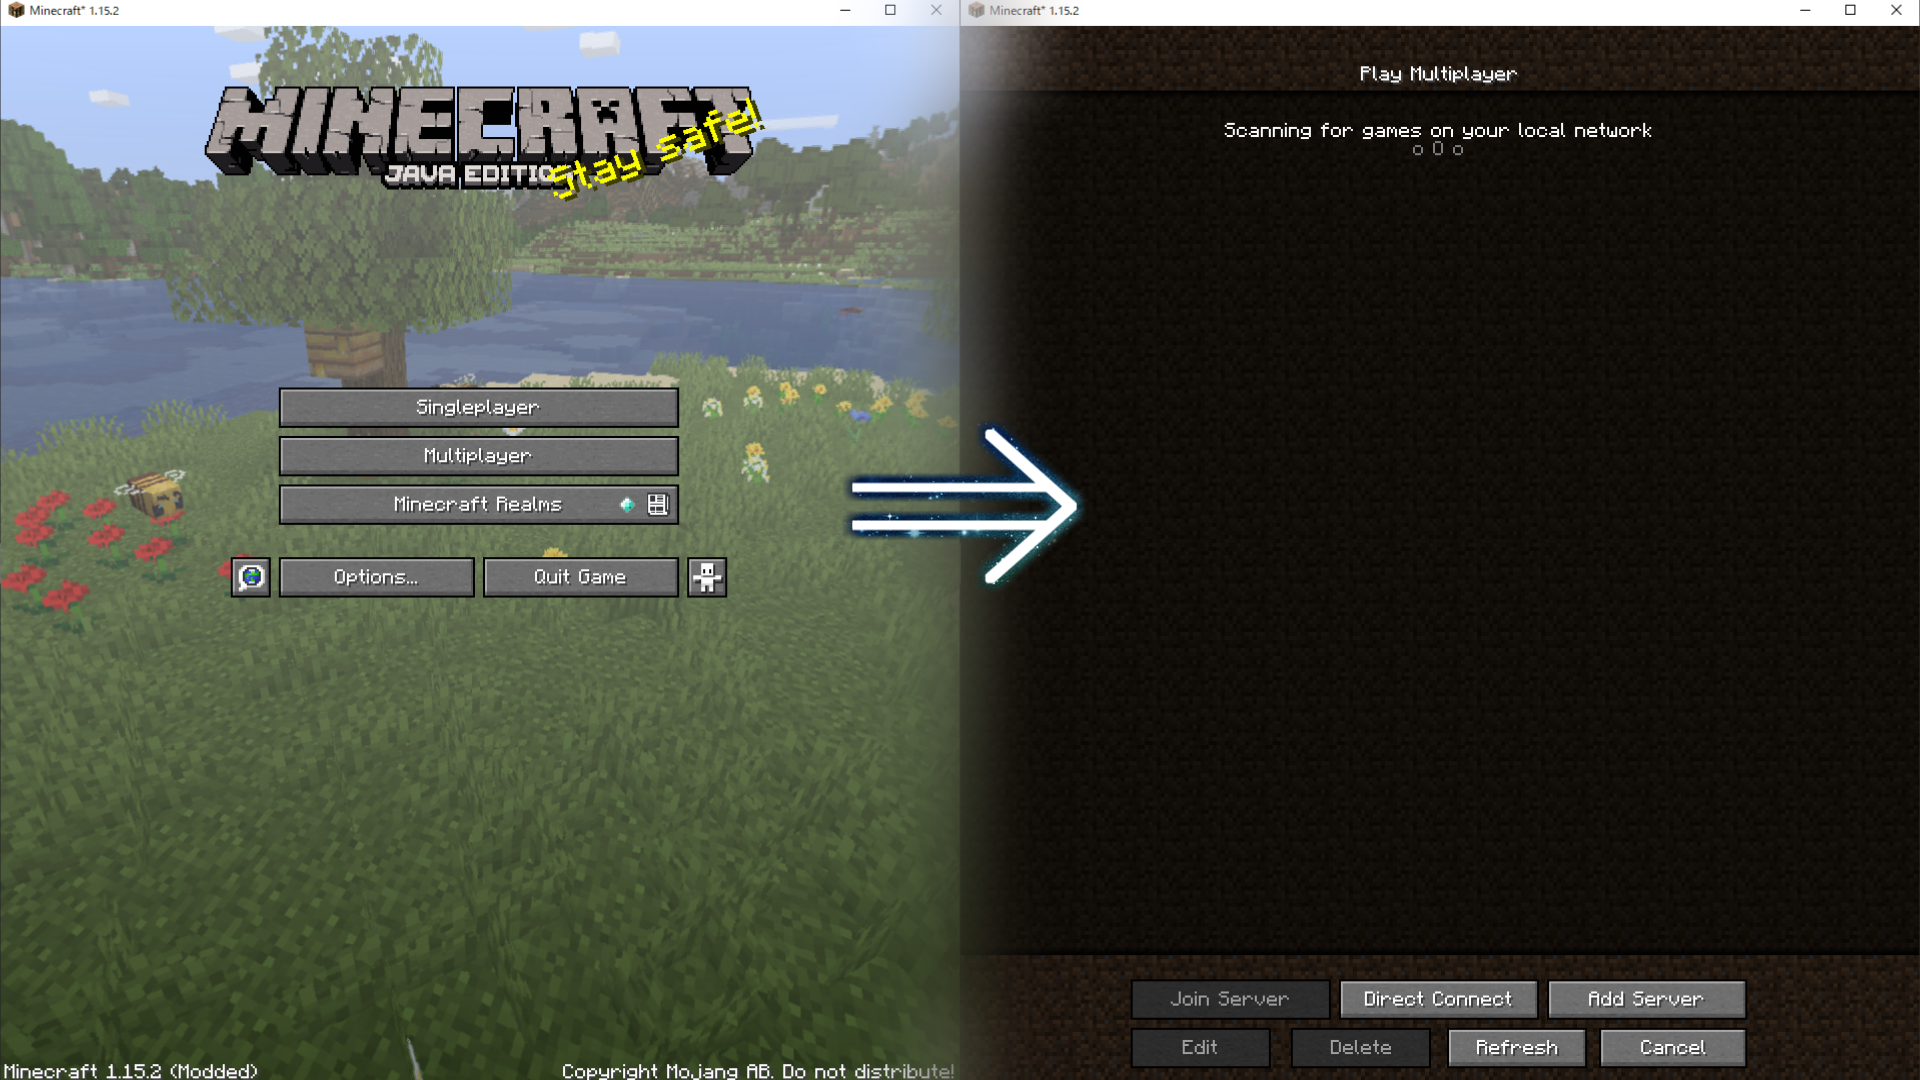 Minecraft* 1.15.2
MINECRAFT
JAVA EDITIO
Stay safe!
Singleplayer
Multiplayer
Minecraft Realms
Options...
Quit Game
Minecraft 1.15.2 (Modded)
Copyright Mojang AB. Do not distribute!
Minecraft* 1.15.2
Play Multiplayer
Scanning for games on your local network
o O o
Join Server
Direct Connect
Add Server
Edit
Delete
Refresh
Cancel